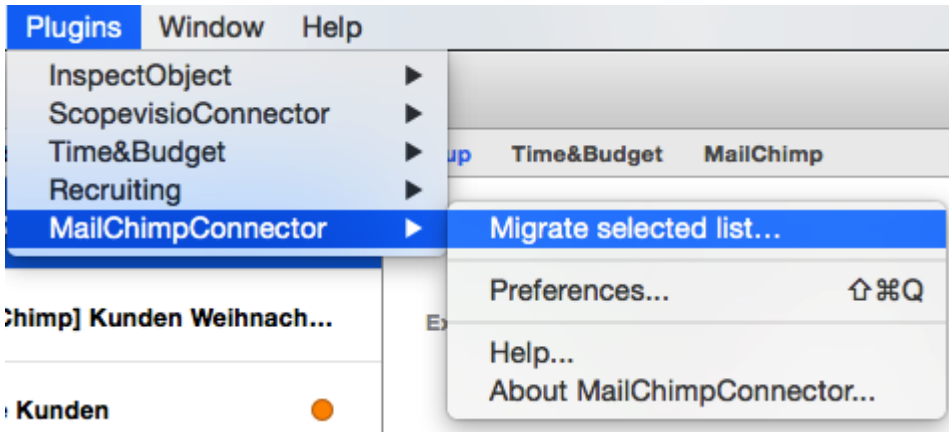 Plugins Window Help
InspectObject
ScopevisioConnector
Time&Budget
Recruiting
MailChimpConnector
up Time&Budget MailChimp
Migrate selected list...
Preferences... ⇧⌘Q
Help...
About MailChimpConnector...
Chimp] Kunden Weihnach...
Kunden